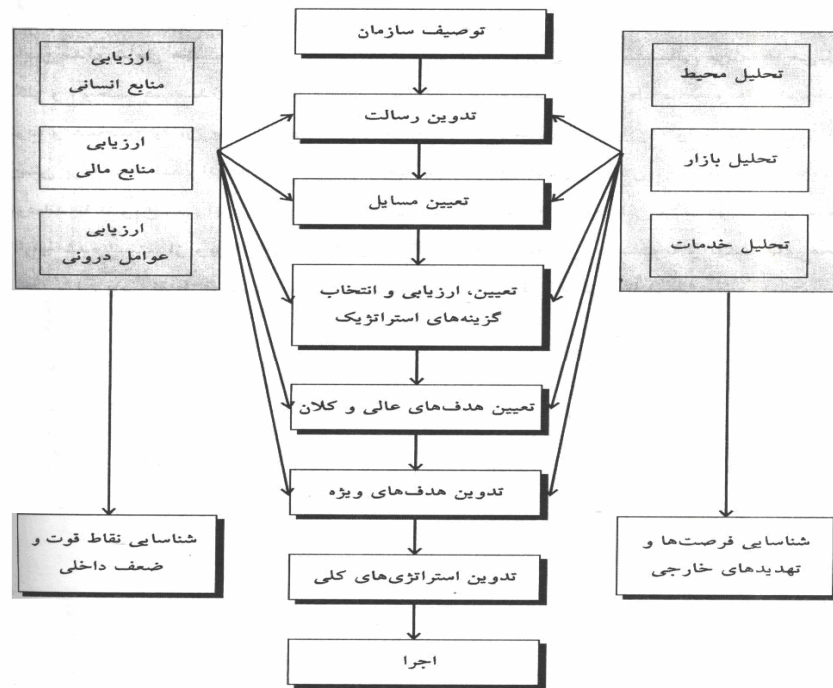 توصیف سازمان
تحلیل محیط
تحلیل بازار
تحلیل خدمات
تدوین رسالت
تعیین مسایل
تعیین، ارزیابی و انتخاب
گزینه‌های استراتژیک
تعیین هدف‌های عالی و کلان
تدوین هدف‌های ویژه
تدوین استراتژی‌های کلی
اجرا
ارزیابی
منابع انسانی
ارزیابی
منابع مالی
ارزیابی
عوامل درونی
شناسایی فرصت‌ها و
تهدیدهای خارجی
شناسایی نقاط قوت و
ضعف داخلی